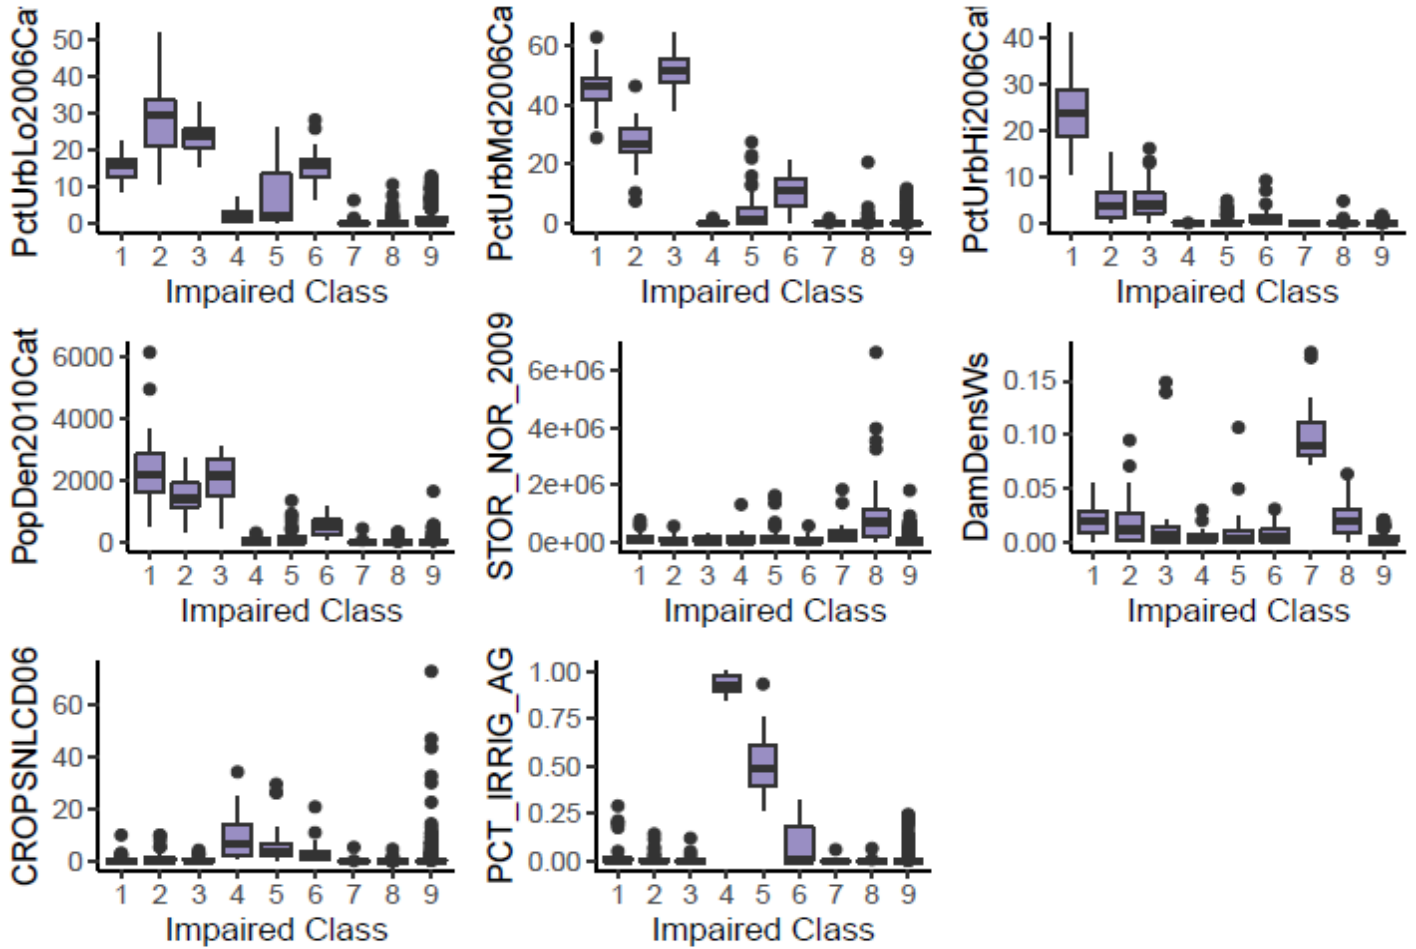 PctUrbLo2006Ca
50
40
30
20
10
0
1 2 3 4 5 6 7 8 9
Impaired Class
PctUrbMd2006Ca
60
40
20
0
1 2 3 4 5 6 7 8 9
Impaired Class
PctUrbHi2006Cat
40
30
20
10
0
1 2 3 4 5 6 7 8 9
Impaired Class
PopDen2010Cat
6000
4000
2000
0
1 2 3 4 5 6 7 8 9
Impaired Class
STOR_NOR_2009
6e+06
4e+06
2e+06
0e+00
1 2 3 4 5 6 7 8 9
Impaired Class
DamDensWs
0.15
0.10
0.05
0.00
1 2 3 4 5 6 7 8 9
Impaired Class
CROPSNLCD06
60
40
20
0
1 2 3 4 5 6 7 8 9
Impaired Class
PCT_IRRIG_AG
1.00
0.75
0.50
0.25
0.00
1 2 3 4 5 6 7 8 9
Impaired Class